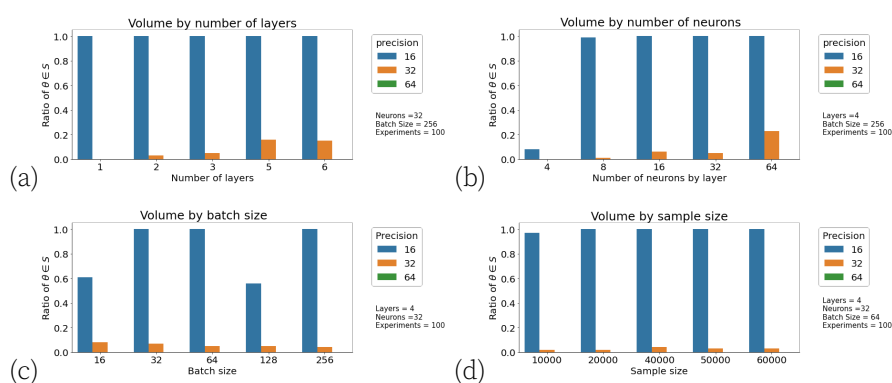 Volume by number of layers
Ratio of θ ∈ S
1.0
0.8
0.6
0.4
0.2
0.0
1 2 3 5 6
Number of layers
precision
16
32
64
Neurons =32
Batch Size = 256
Experiments = 100
(a)
Volume by number of neurons
Ratio of θ ∈ S
1.0
0.8
0.6
0.4
0.2
0.0
4 8 16 32 64
Number of neurons by layer
precision
16
32
64
Layers =4
Batch Size = 256
Experiments = 100
(b)
Volume by batch size
Ratio of θ ∈ S
1.0
0.8
0.6
0.4
0.2
0.0
16 32 64 128 256
Batch size
Precision
16
32
64
Layers = 4
Neurons =32
Experiments = 100
(c)
Volume by sample size
Ratio of θ ∈ S
1.0
0.8
0.6
0.4
0.2
0.0
10000 20000 40000 50000 60000
Sample size
Precision
16
32
64
Layers = 4
Neurons =32
Batch Size = 64
Experiments = 100
(d)